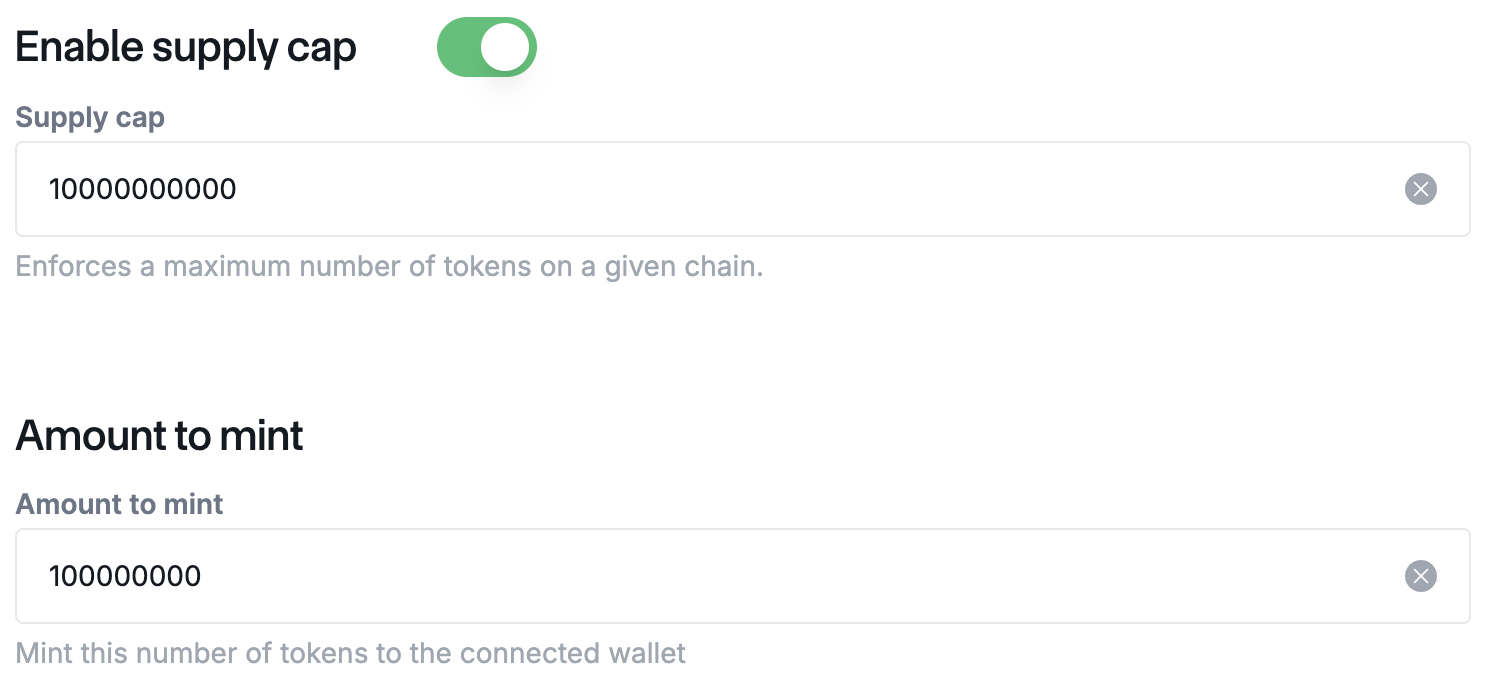 Enable supply cap
Supply cap
10000000000
Enforces a maximum number of tokens on a given chain.
Amount to mint
Amount to mint
100000000
Mint this number of tokens to the connected wallet